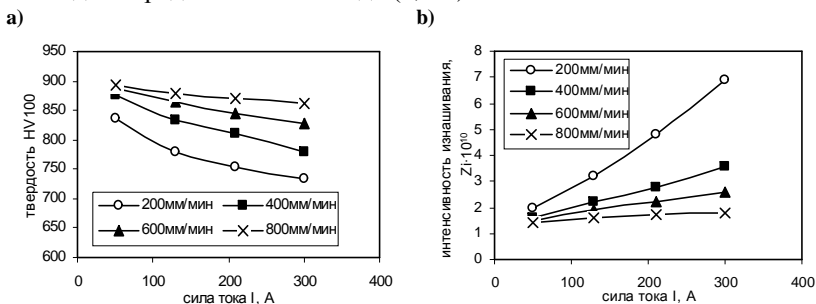 а)
б)
950
900
850
800
750
700
650
600
твердость HV100
200мм/мин
400мм/мин
600мм/мин
800мм/мин
0
100
200
300
400
сила тока I, А
8
7
6
5
4
3
2
1
0
интенсивность изнашивания,
Zi·10¹⁰
200мм/мин
400мм/мин
600мм/мин
800мм/мин
0
100
200
300
400
сила тока I, А